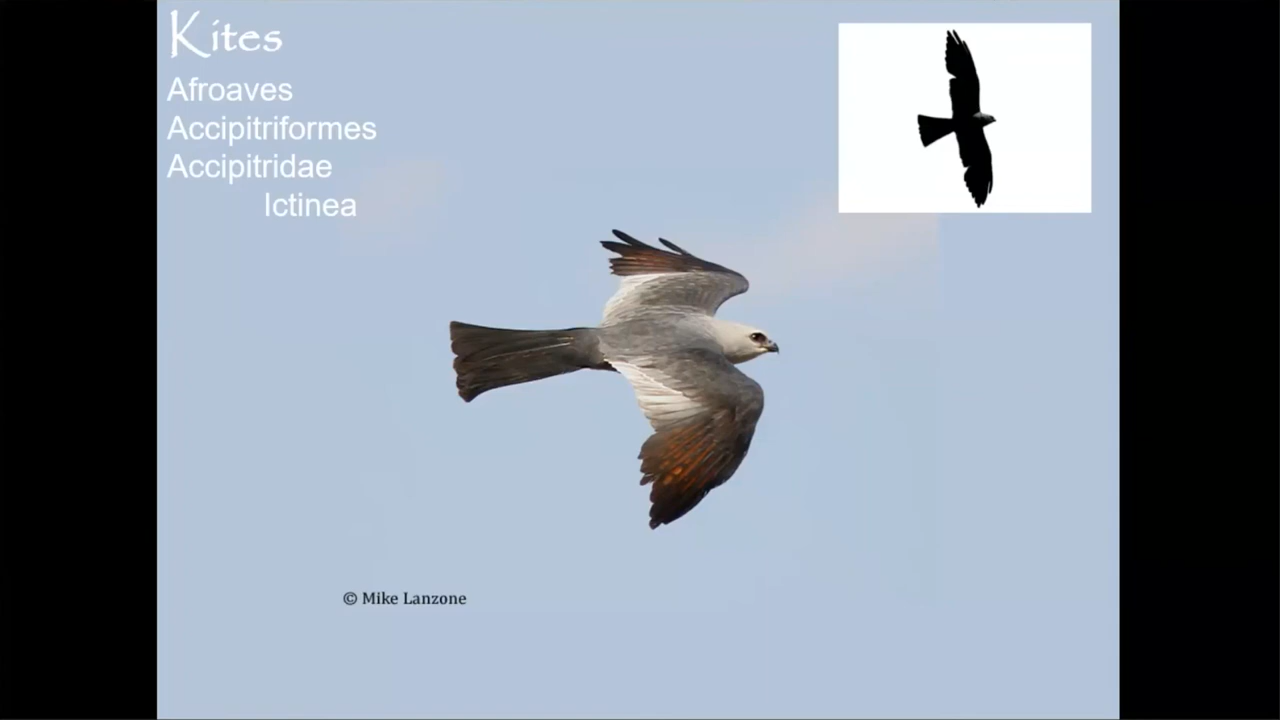 Kites
Afroaves
Accipitriformes
Accipitridae
Ictinea
© Mike Lanzone